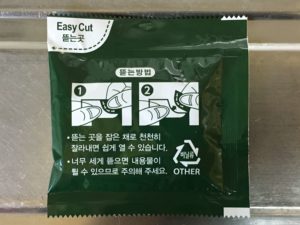 Easy Cut
뜯는곳
뜯는방법
1 2
• 뜯는 곳을 잡은 채로 천천히
잘라내면 쉽게 열 수 있습니다.
• 너무 세게 뜯으면 내용물이
튈 수 있으므로 주의해 주세요.
비닐류
OTHER